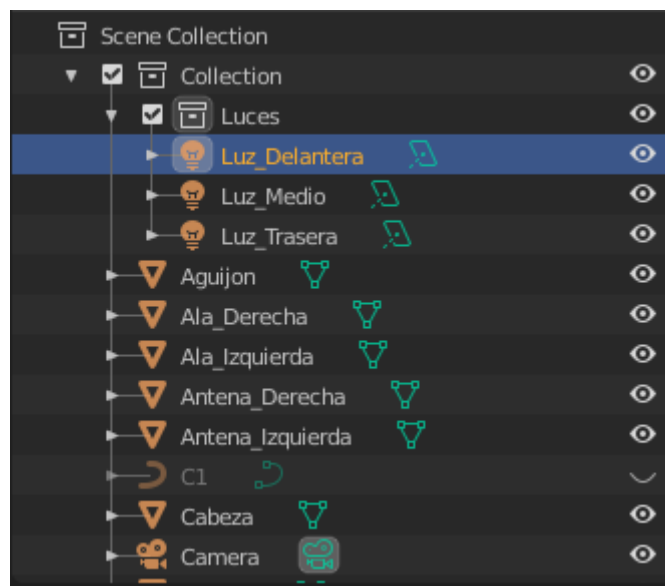 Scene Collection
Collection
Luces
Luz_Delantera
Luz_Medio
Luz_Trasera
Aguijon
Ala_Derecha
Ala_Izquierda
Antena_Derecha
Antena_Izquierda
C1
Cabeza
Camera